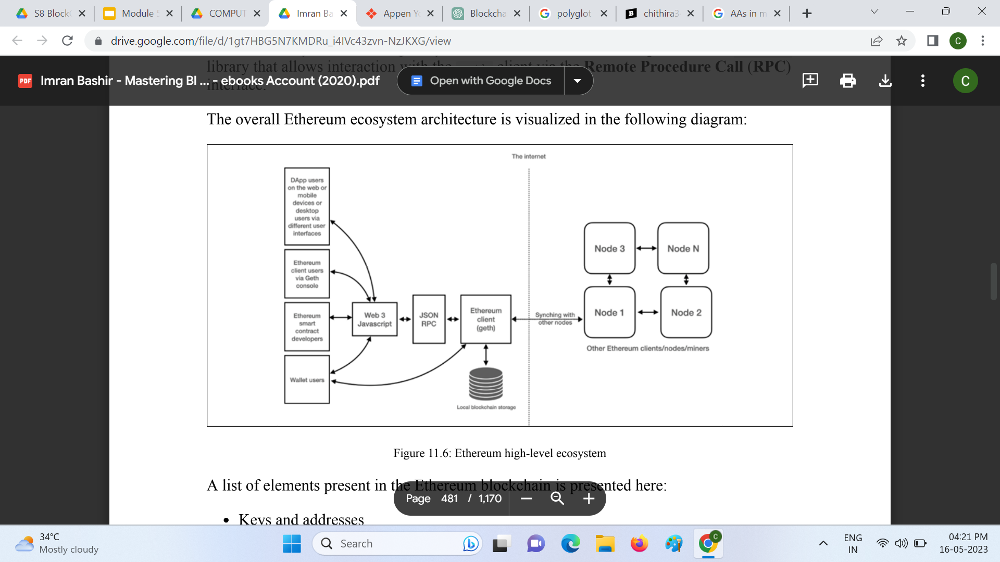 S8 Block
Module 5
COMPUT
Imran Ba
Appen Yo
Blockcha
polyglot
chithira3
AAs in m
drive.google.com/file/d/1gt7HBG5N7KMDRu_i4IVc43zvn-NzJKXG/view
C
library that allows interaction with the client via the Remote Procedure Call (RPC)
interface.
PDF
Imran Bashir - Mastering Bl ... - ebooks Account (2020).pdf
Open with Google Docs
C
The overall Ethereum ecosystem architecture is visualized in the following diagram:
The internet
DApp users
on the web or
mobile
devices or
desktop
users via
different user
interfaces
Ethereum
client users
via Geth
console
Ethereum
smart
contract
developers
Wallet users
Web 3
Javascript
JSON
RPC
Ethereum
client
(geth)
Local blockchain storage
Synching with
other nodes
Node 3
Node N
Node 1
Node 2
Other Ethereum clients/nodes/miners
Figure 11.6: Ethereum high-level ecosystem
A list of elements present in the Ethereum blockchain is presented here:
Page 481 / 1,170
• Keys and addresses
34°C
Mostly cloudy
Search
C
ENG
IN
04:21 PM
16-05-2023